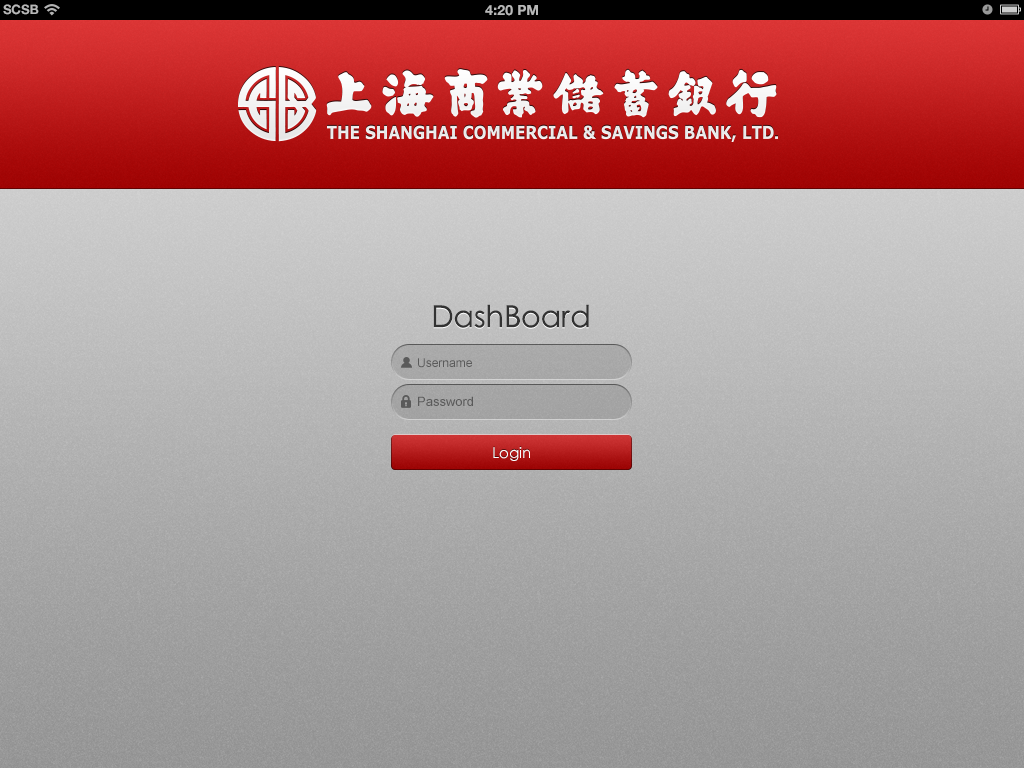 SCSB
4:20 PM
上海商業儲蓄銀行
THE SHANGHAI COMMERCIAL & SAVINGS BANK, LTD.
DashBoard
Username
Password
Login